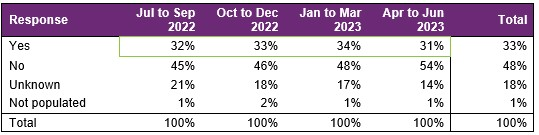 Response Jul to Sep 2022 Oct to Dec 2022 Jan to Mar 2023 Apr to Jun 2023 Total
Yes 32% 33% 34% 31% 33%
No 45% 46% 48% 54% 48%
Unknown 21% 18% 17% 14% 18%
Not populated 1% 2% 1% 1% 1%
Total 100% 100% 100% 100% 100%